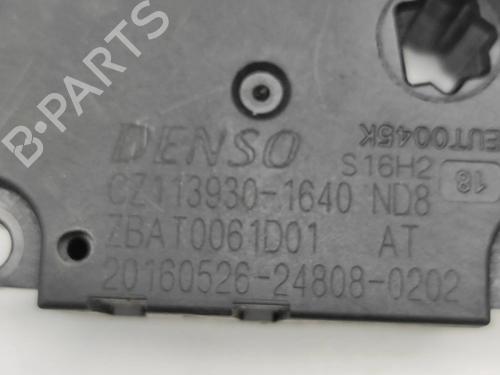 B-PARTS
EUT0045K
DENSO
S16H2
18
CZ113930-1640 ND8
ZBAT0061D01 AT
20160526-24808-0202